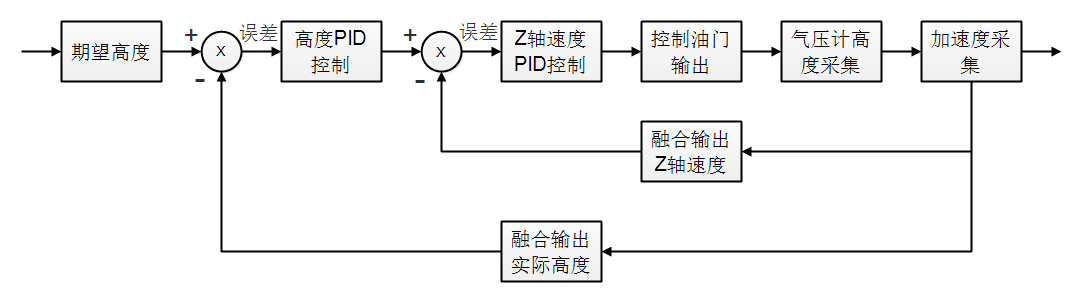 期望高度
+
-
X
误差
高度PID
控制
+
-
X
误差
Z轴速度
PID控制
控制油门
输出
气压计高
度采集
加速度采
集
融合输出
Z轴速度
融合输出
实际高度